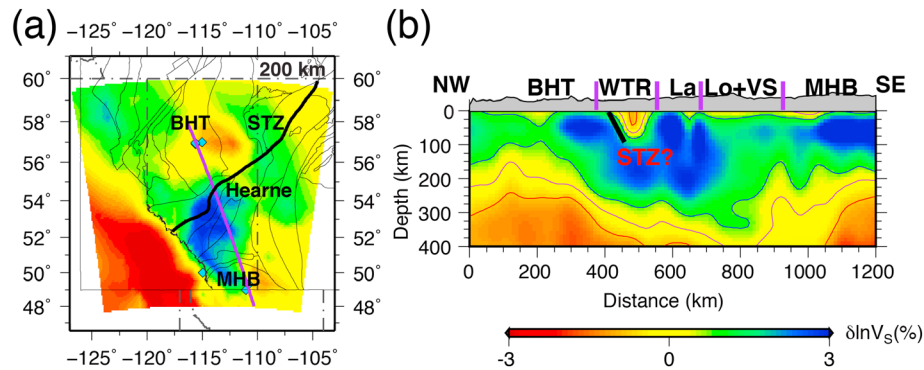 (a)
−125° −120° −115° −110° −105°
200 km
60° 60°
58° BHT STZ 58°
56° 56°
54° Hearne 54°
52° 52°
50° 50°
MHB
48° 48°
−125° −120° −115° −110° −105°
(b)
NW BHT WTR La Lo+VS MHB SE
0
100
STZ?
200
300
400
Depth (km)
0 200 400 600 800 1000 1200
Distance (km)
δlnVS(%)
−3 0 3